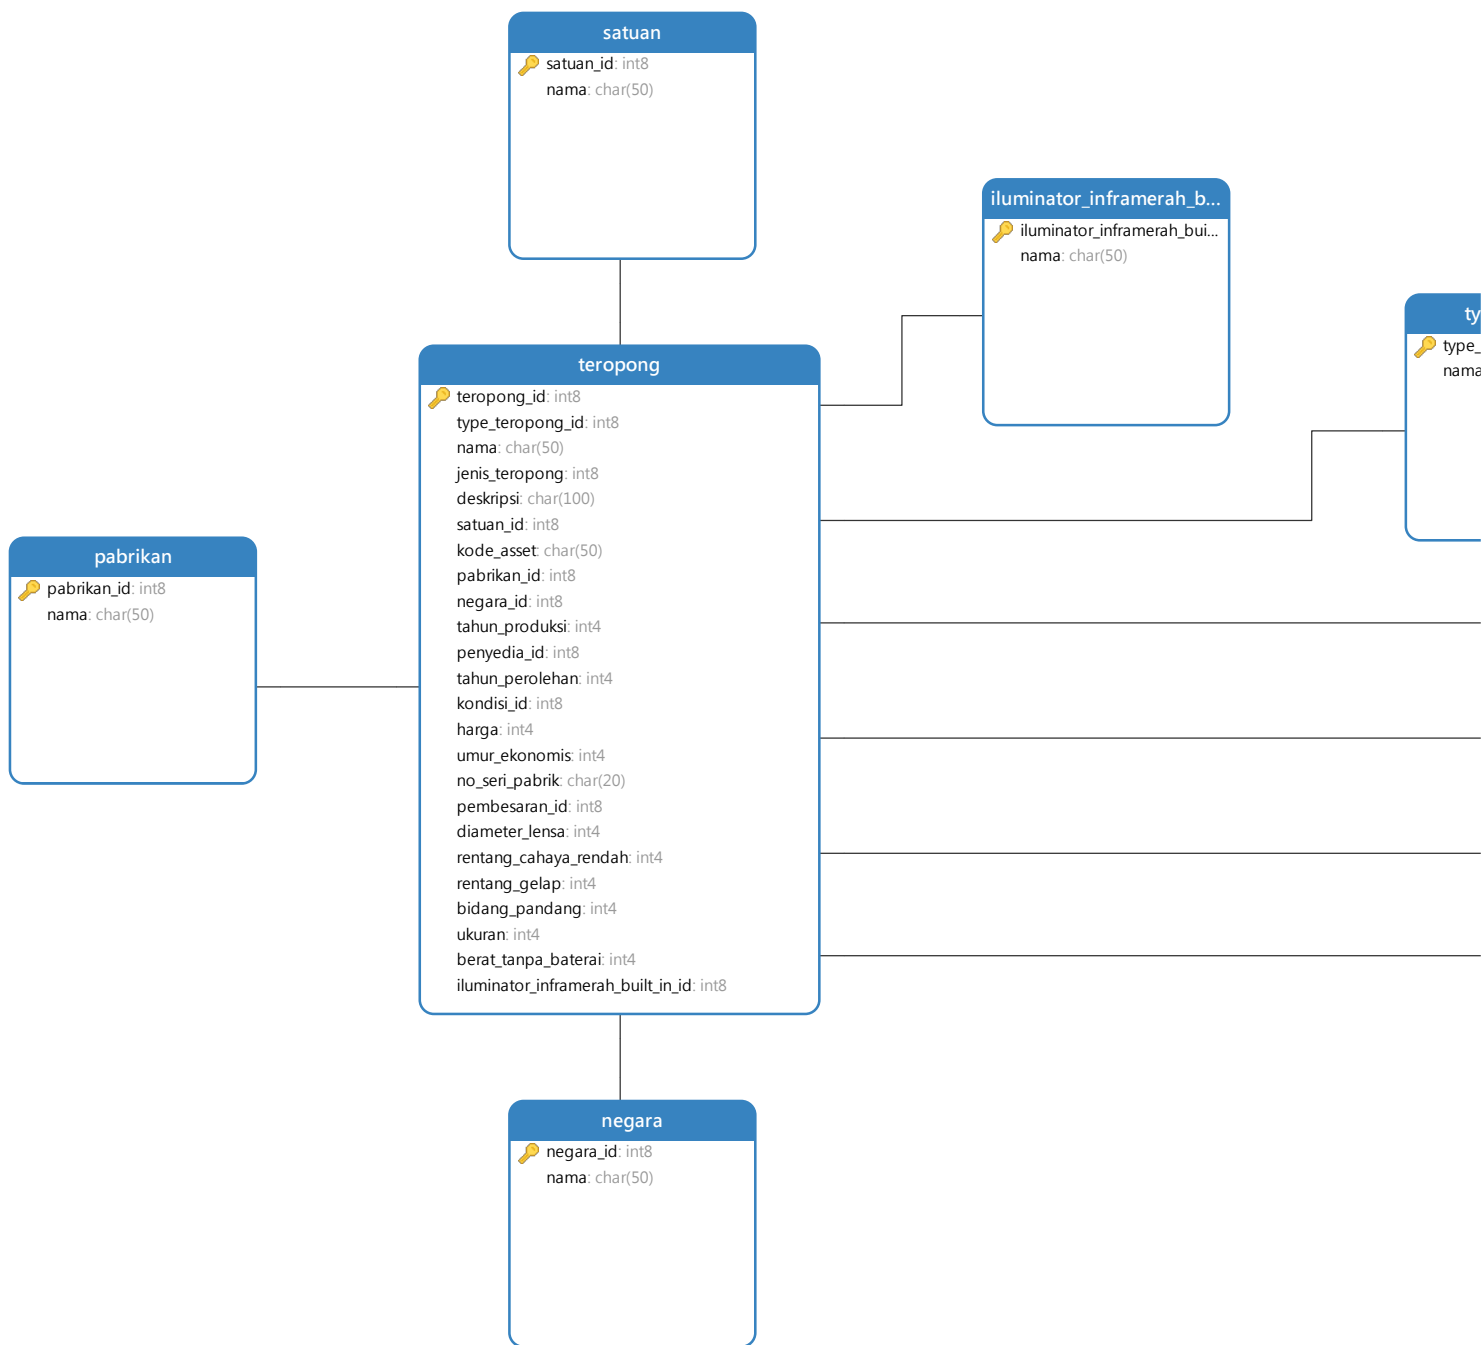 satuan
satuan_id: int8
nama: char(50)
iluminator_inframerah_b...
iluminator_inframerah_bui...
nama: char(50)
ty
type_
nama
teropong
teropong_id: int8
type_teropong_id: int8
nama: char(50)
jenis_teropong: int8
deskripsi: char(100)
satuan_id: int8
kode_asset: char(50)
pabrikan_id: int8
negara_id: int8
tahun_produksi: int4
penyedia_id: int8
tahun_perolehan: int4
kondisi_id: int8
harga: int4
umur_ekonomis: int4
no_seri_pabrik: char(20)
pembesaran_id: int8
diameter_lensa: int4
rentang_cahaya_rendah: int4
rentang_gelap: int4
bidang_pandang: int4
ukuran: int4
berat_tanpa_baterai: int4
iluminator_inframerah_built_in_id: int8
pabrikan
pabrikan_id: int8
nama: char(50)
negara
negara_id: int8
nama: char(50)